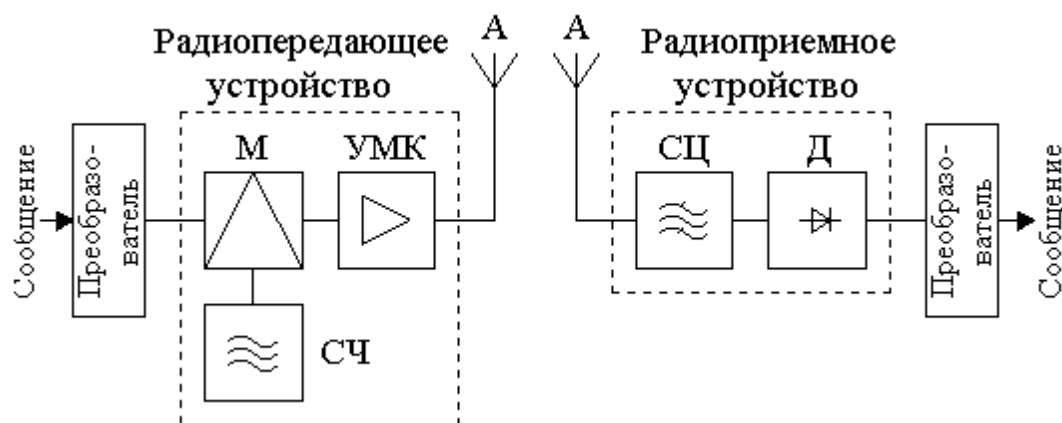 Радиопередающее
устройство
А
А
Радиоприемное
устройство
М
УМК
СЦ
Д
Сообщение
Преобразо-
ватель
СЧ
Преобразо-
ватель
Сообщение